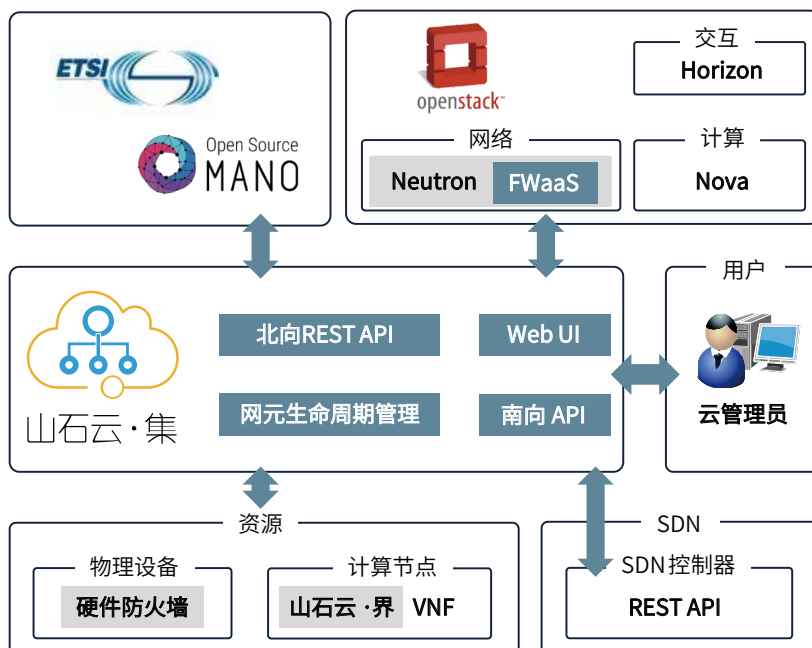 ETSI
Open Source
MANO
openstack™
交互
Horizon
网络
Neutron
FWaaS
计算
Nova
山石云·集
北向REST API
Web UI
网元生命周期管理
南向 API
用户
云管理员
资源
物理设备
硬件防火墙
计算节点
山石云·界 VNF
SDN
SDN控制器
REST API